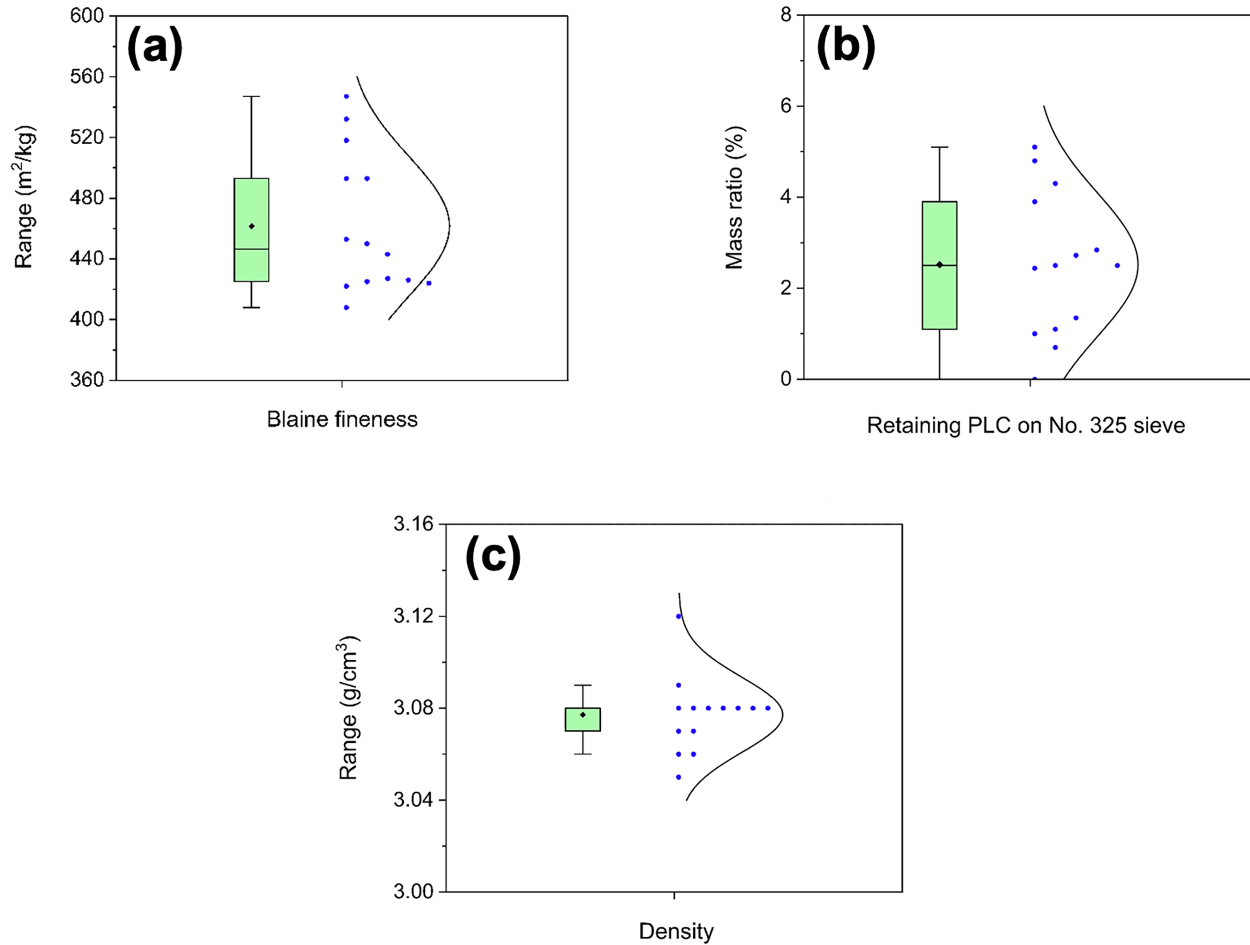 (a)
600
560
520
480
440
400
360
Range (m²/kg)
Blaine fineness
(b)
8
6
4
2
0
Mass ratio (%)
Retaining PLC on No. 325 sieve
(c)
3.16
3.12
3.08
3.04
3.00
Range (g/cm³)
Density